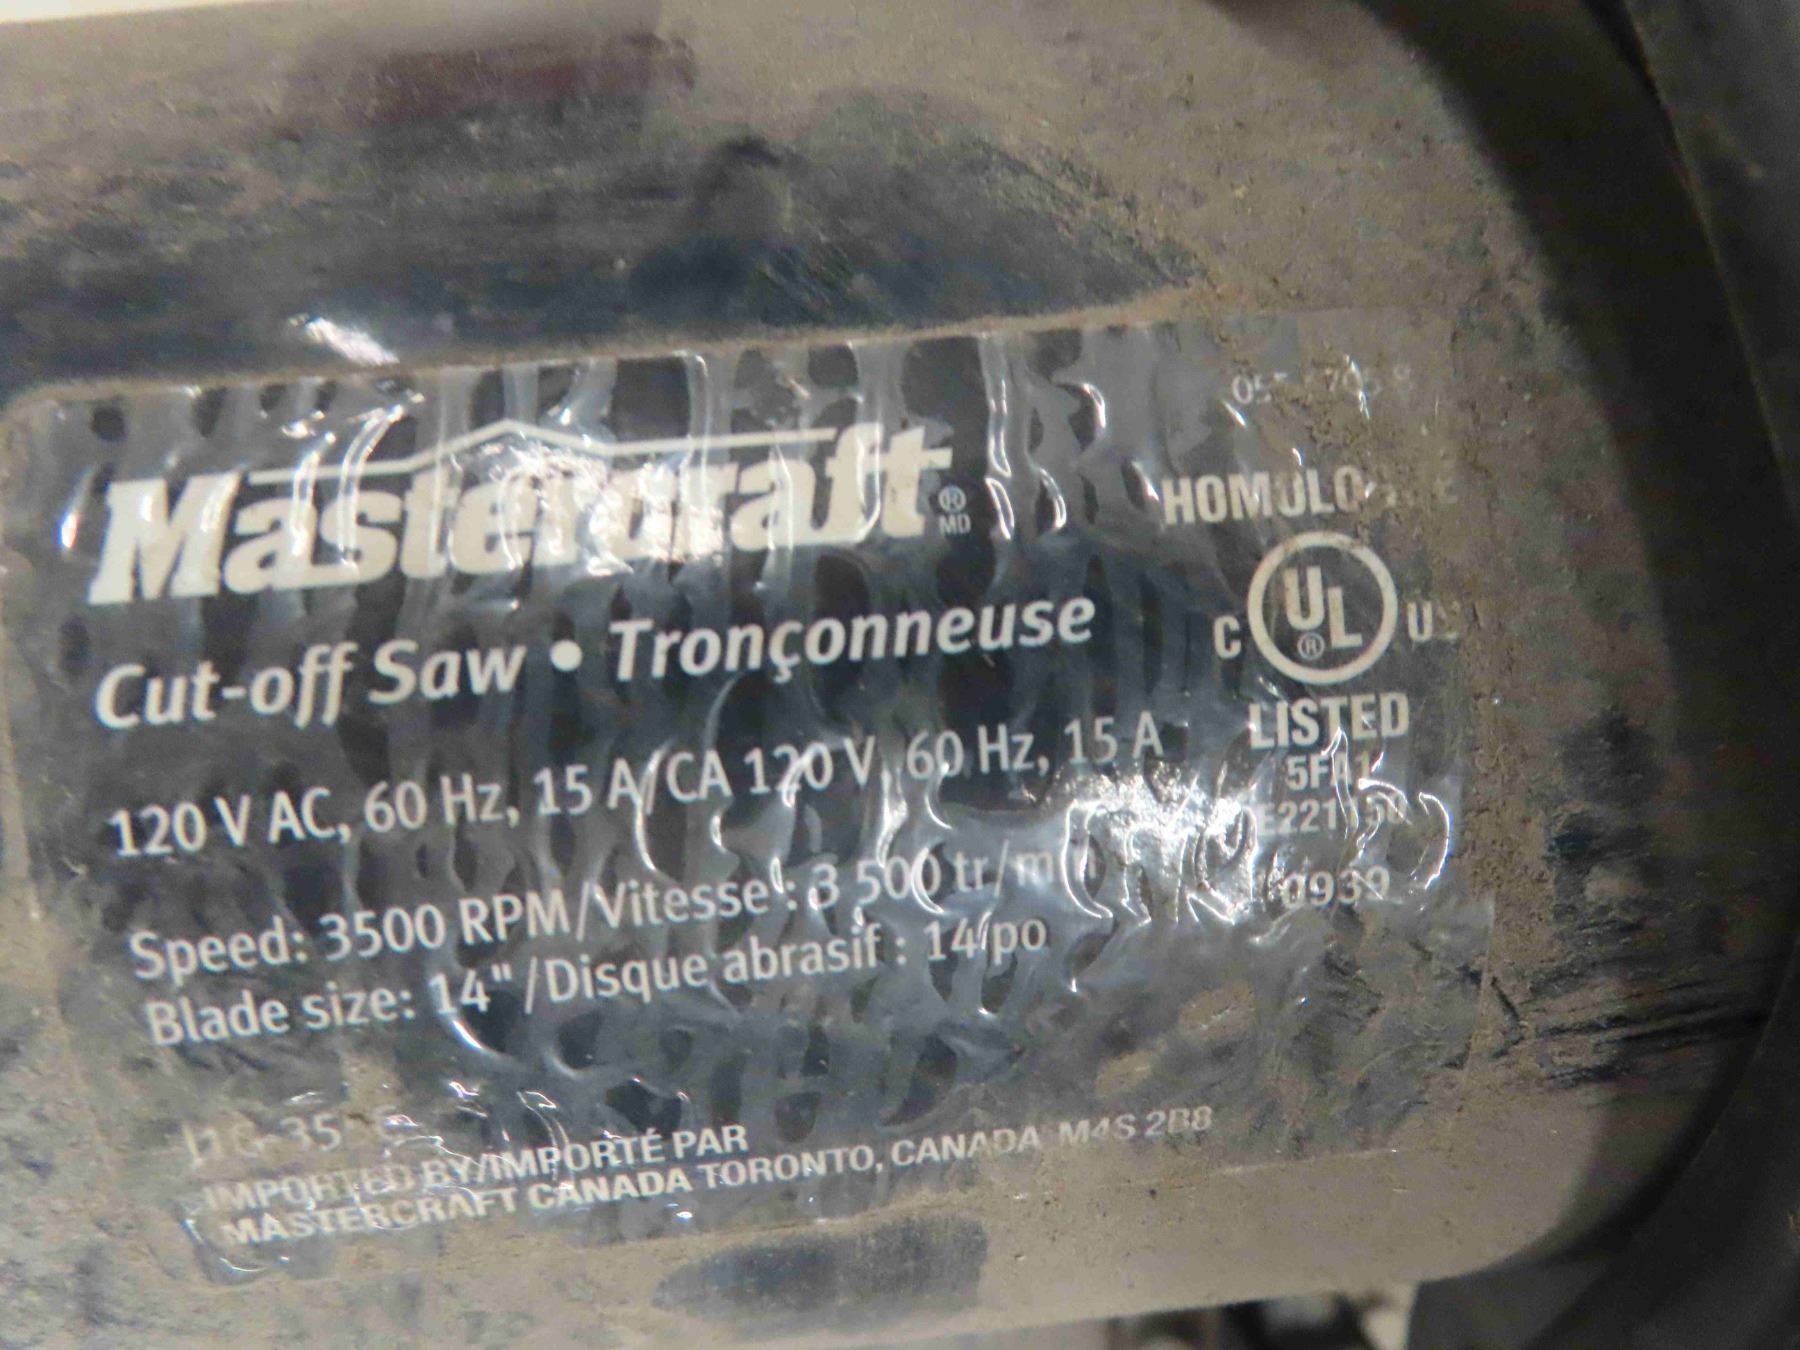 Mastercraft ® MD
Cut-off Saw • Tronçonneuse
120 V AC, 60 Hz, 15 A/CA 120 V, 60 Hz, 15 A
Speed: 3500 RPM/Vitesse : 3 500 tr/min
Blade size: 14"/Disque abrasif : 14 po
IMPORTED BY/IMPORTÉ PAR
MASTERCRAFT CANADA TORONTO, CANADA M4S 2B8
C UL ® US
LISTED